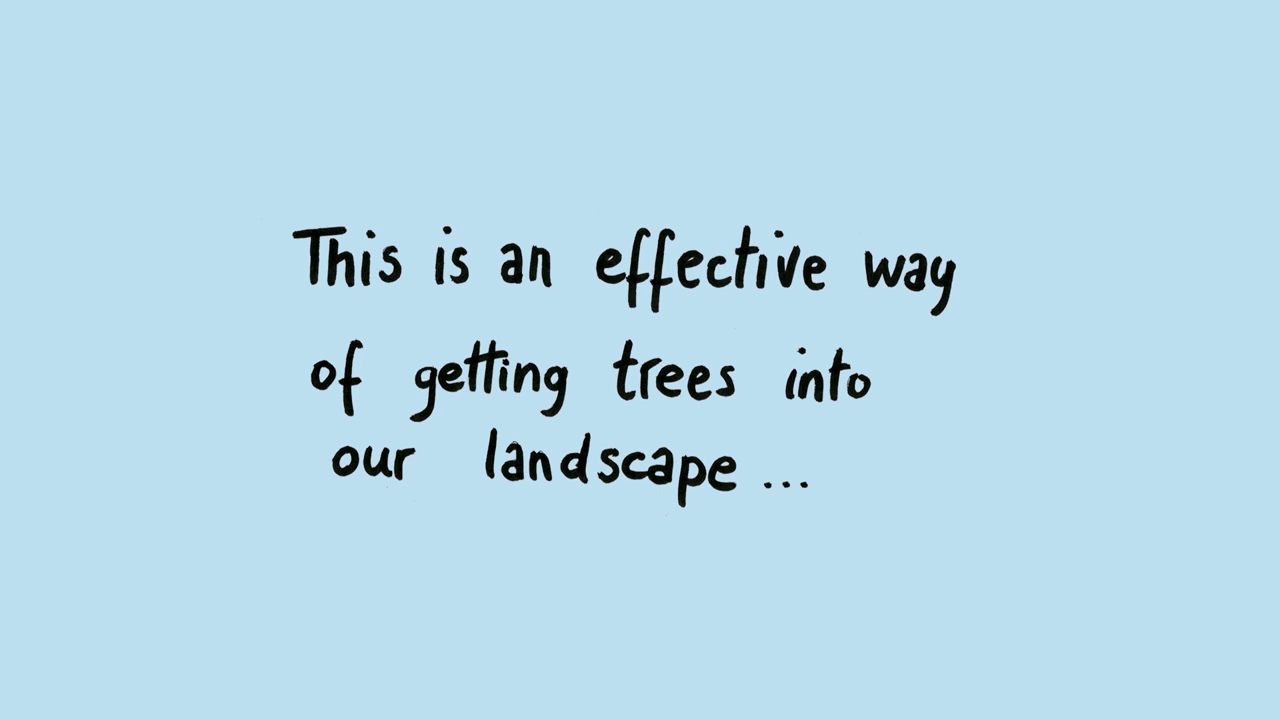 This is an effective way
of getting trees into
our landscape...